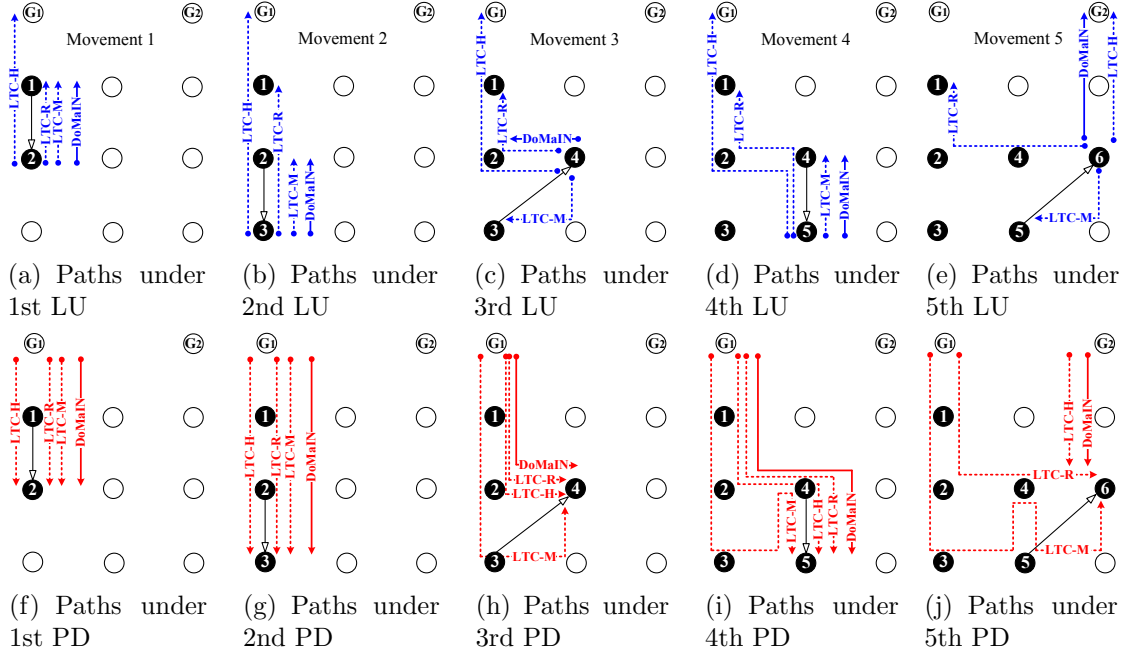 G1 G2 G1 G2 G1 G2 G1 G2 G1 G2
Movement 1 Movement 2 Movement 3 Movement 4 Movement 5
LTC-H 1 2 LTC-R LTC-M DoMaIN
LTC-H 1 2 3 LTC-R LTC-M DoMaIN
LTC-H 1 LTC-R DoMaIN 2 4 3 LTC-M
LTC-H 1 LTC-R 2 4 3 5 LTC-M DoMaIN
LTC-R 1 DoMaIN LTC-H 2 4 6 3 5 LTC-M
(a) Paths under
1st LU
(b) Paths under
2nd LU
(c) Paths under
3rd LU
(d) Paths under
4th LU
(e) Paths under
5th LU
G1 G2 G1 G2 G1 G2 G1 G2 G1 G2
LTC-H 1 2 LTC-R LTC-M DoMaIN
LTC-H 1 2 3 LTC-R LTC-M DoMaIN
1 DoMaIN LTC-R 2 LTC-H 4 3 LTC-M
1 2 4 3 5 LTC-M LTC-H LTC-R DoMaIN
1 LTC-H DoMaIN LTC-R 2 4 6 3 5 LTC-M
(f) Paths under
1st PD
(g) Paths under
2nd PD
(h) Paths under
3rd PD
(i) Paths under
4th PD
(j) Paths under
5th PD